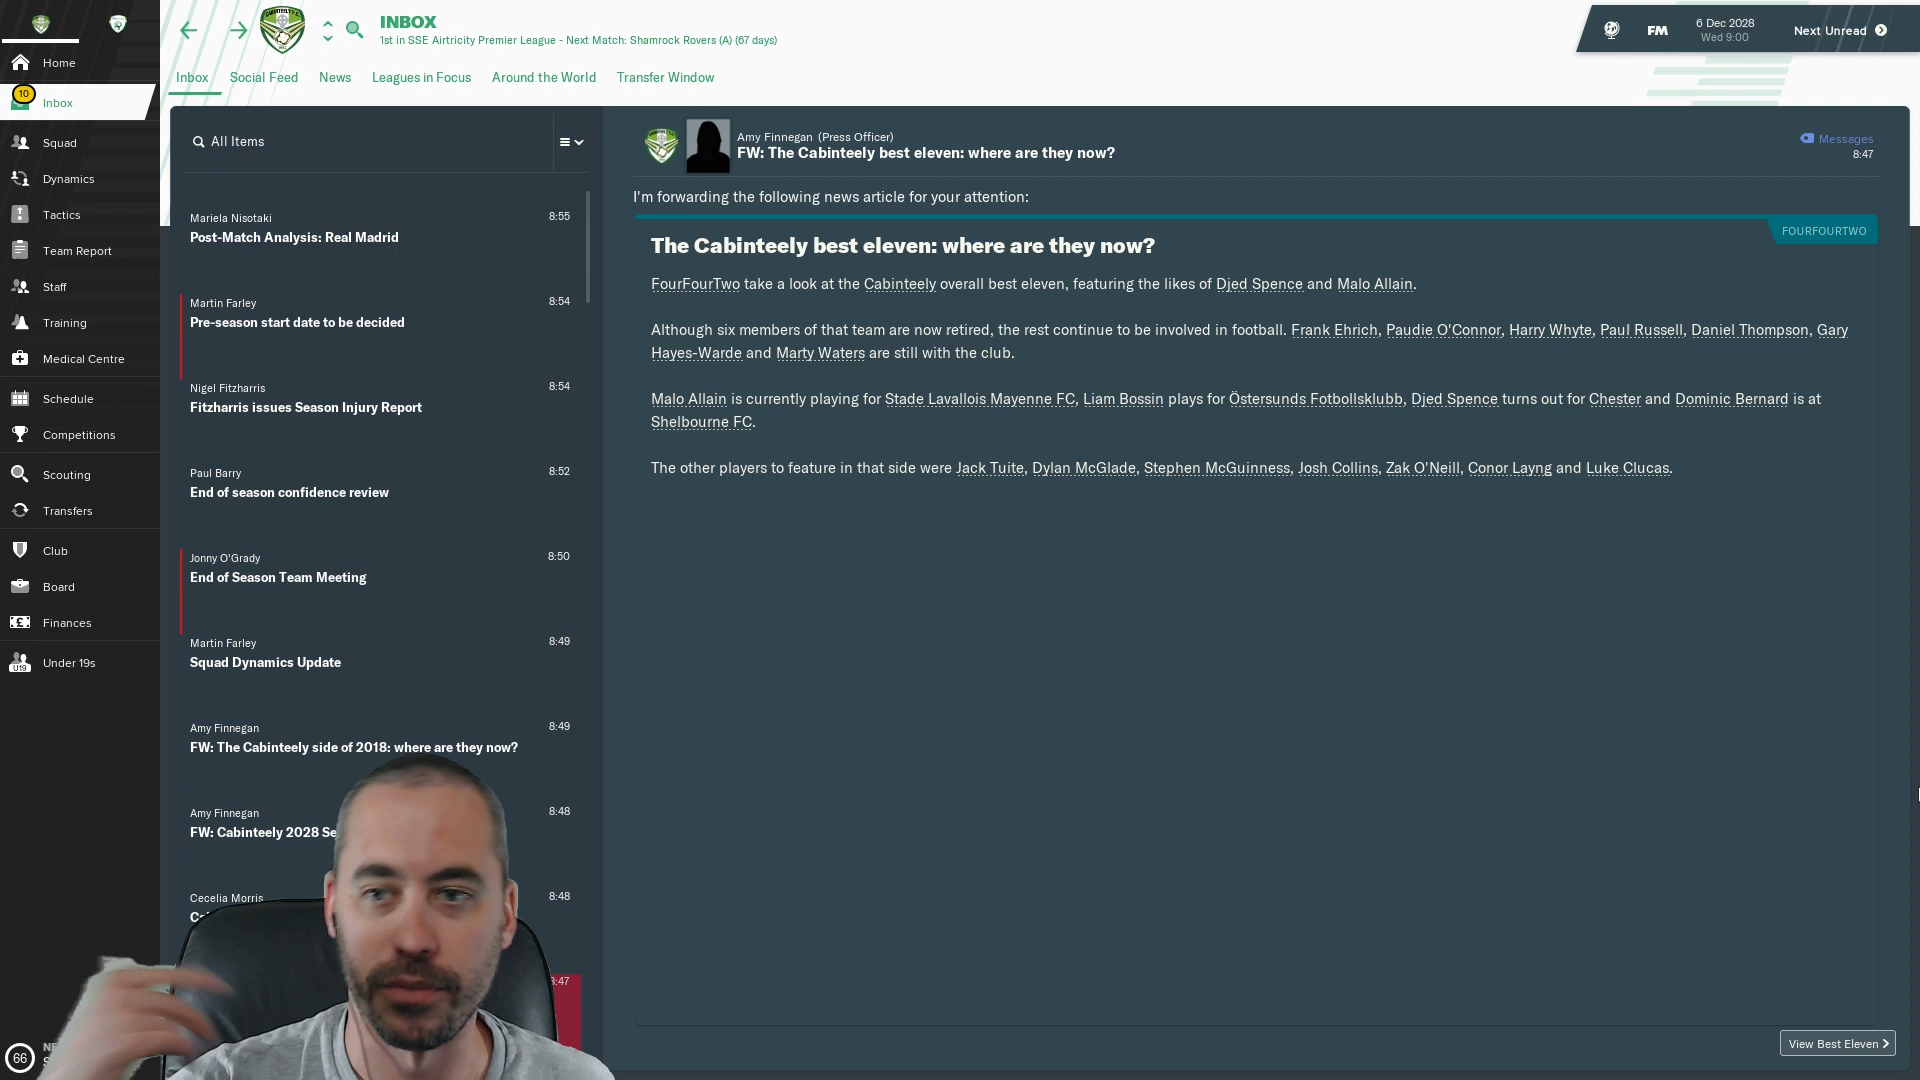 INBOX
1st in SSE Airtricity Premier League - Next Match: Shamrock Rovers (A) (67 days)
FM
6 Dec 2028
Wed 9:00
Next Unread
Inbox
Social Feed
News
Leagues in Focus
Around the World
Transfer Window
Home
10
Inbox
Squad
Dynamics
Tactics
Team Report
Staff
Training
Medical Centre
Schedule
Competitions
Scouting
Transfers
Club
Board
Finances
U19
Under 19s
66
All Items
Mariela Nisotaki 8:55
Post-Match Analysis: Real Madrid
Martin Farley 8:54
Pre-season start date to be decided
Nigel Fitzharris 8:54
Fitzharris issues Season Injury Report
Paul Barry 8:52
End of season confidence review
Jonny O'Grady 8:50
End of Season Team Meeting
Martin Farley 8:49
Squad Dynamics Update
Amy Finnegan 8:49
FW: The Cabinteely side of 2018: where are they now?
Amy Finnegan 8:48
FW: Cabinteely 2028 Se
Cecelia Morris 8:48
:47
Amy Finnegan (Press Officer)
FW: The Cabinteely best eleven: where are they now?
Messages
8:47
I'm forwarding the following news article for your attention:
FOURFOURTWO
The Cabinteely best eleven: where are they now?
FourFourTwo take a look at the Cabinteely overall best eleven, featuring the likes of Djed Spence and Malo Allain.
Although six members of that team are now retired, the rest continue to be involved in football. Frank Ehrich, Paudie O'Connor, Harry Whyte, Paul Russell, Daniel Thompson, Gary
Hayes-Warde and Marty Waters are still with the club.
Malo Allain is currently playing for Stade Lavallois Mayenne FC, Liam Bossin plays for Östersunds Fotbollsklubb, Djed Spence turns out for Chester and Dominic Bernard is at
Shelbourne FC.
The other players to feature in that side were Jack Tuite, Dylan McGlade, Stephen McGuinness, Josh Collins, Zak O'Neill, Conor Layng and Luke Clucas.
View Best Eleven